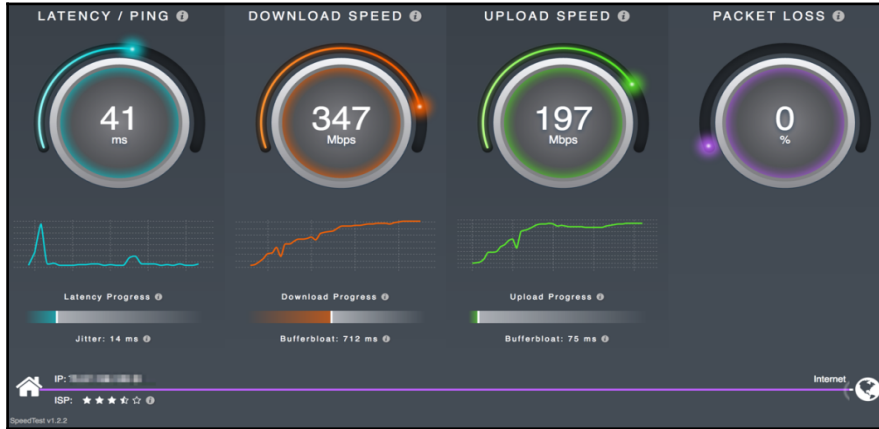 LATENCY / PING
DOWNLOAD SPEED
UPLOAD SPEED
PACKET LOSS
41
ms
347
Mbps
197
Mbps
0
%
Latency Progress
Download Progress
Upload Progress
Jitter: 14 ms
Bufferbloat: 712 ms
Bufferbloat: 75 ms
IP:
Internet
ISP:
SpeedTest v1.2.2